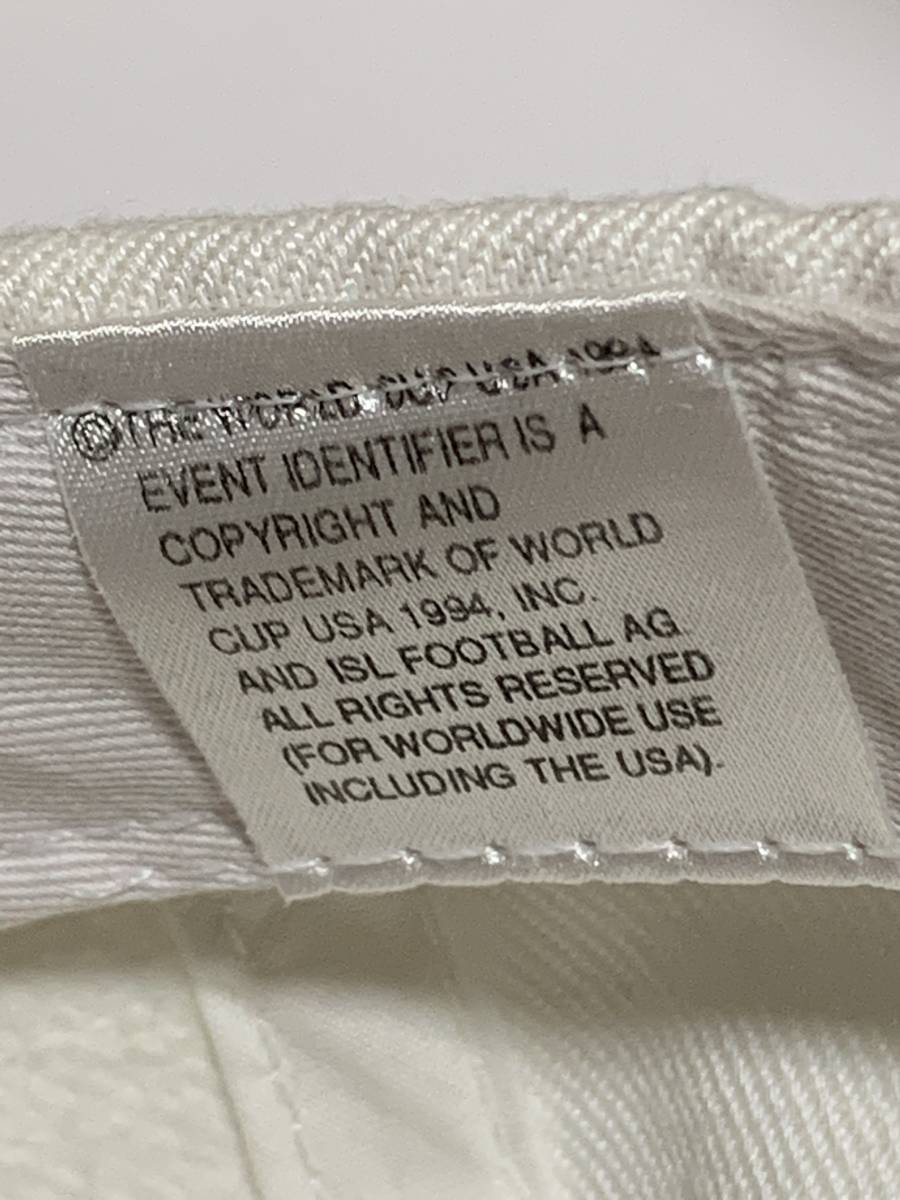 ©THE WORLD CUP USA 1994
EVENT IDENTIFIER IS A
COPYRIGHT AND
TRADEMARK OF WORLD
CUP USA 1994, INC.
AND ISL FOOTBALL AG.
ALL RIGHTS RESERVED
(FOR WORLDWIDE USE
INCLUDING THE USA).